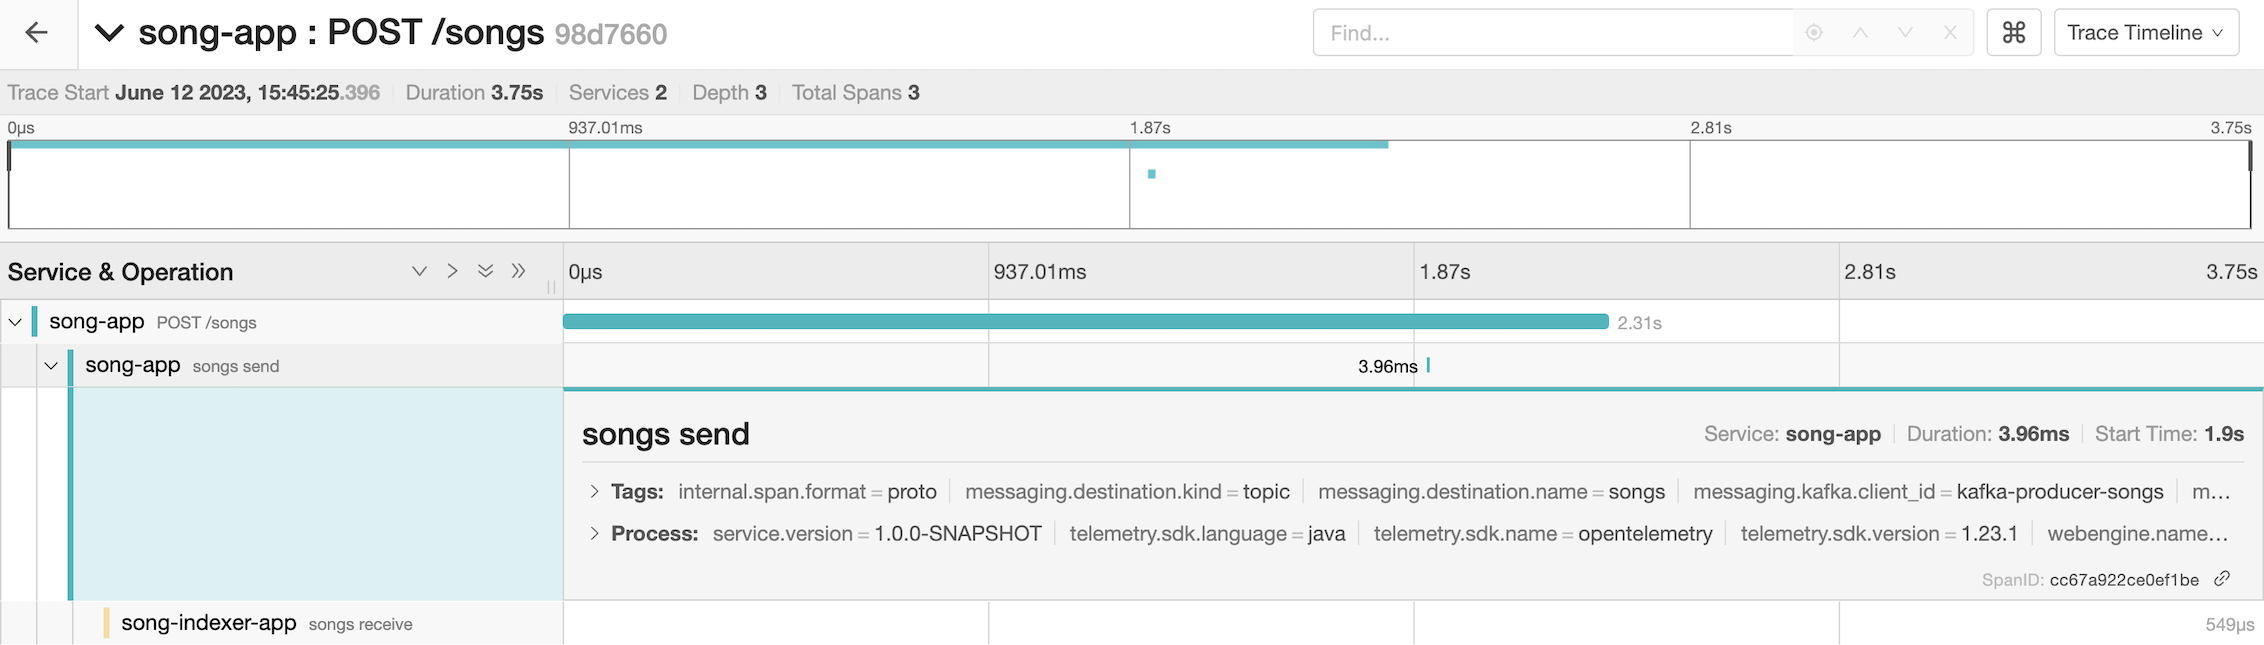 song-app : POST /songs 98d7660
Find...
⌘
Trace Timeline
Trace Start June 12 2023, 15:45:25.396 Duration 3.75s Services 2 Depth 3 Total Spans 3
0μs 937.01ms 1.87s 2.81s 3.75s
Service & Operation
0μs 937.01ms 1.87s 2.81s 3.75s
song-app POST /songs 2.31s
song-app songs send 3.96ms
songs send
Service: song-app Duration: 3.96ms Start Time: 1.9s
Tags: internal.span.format = proto messaging.destination.kind = topic messaging.destination.name = songs messaging.kafka.client_id = kafka-producer-songs m...
Process: service.version = 1.0.0-SNAPSHOT telemetry.sdk.language = java telemetry.sdk.name = opentelemetry telemetry.sdk.version = 1.23.1 webengine.name...
SpanID: cc67a922ce0ef1be
song-indexer-app songs receive 549μs